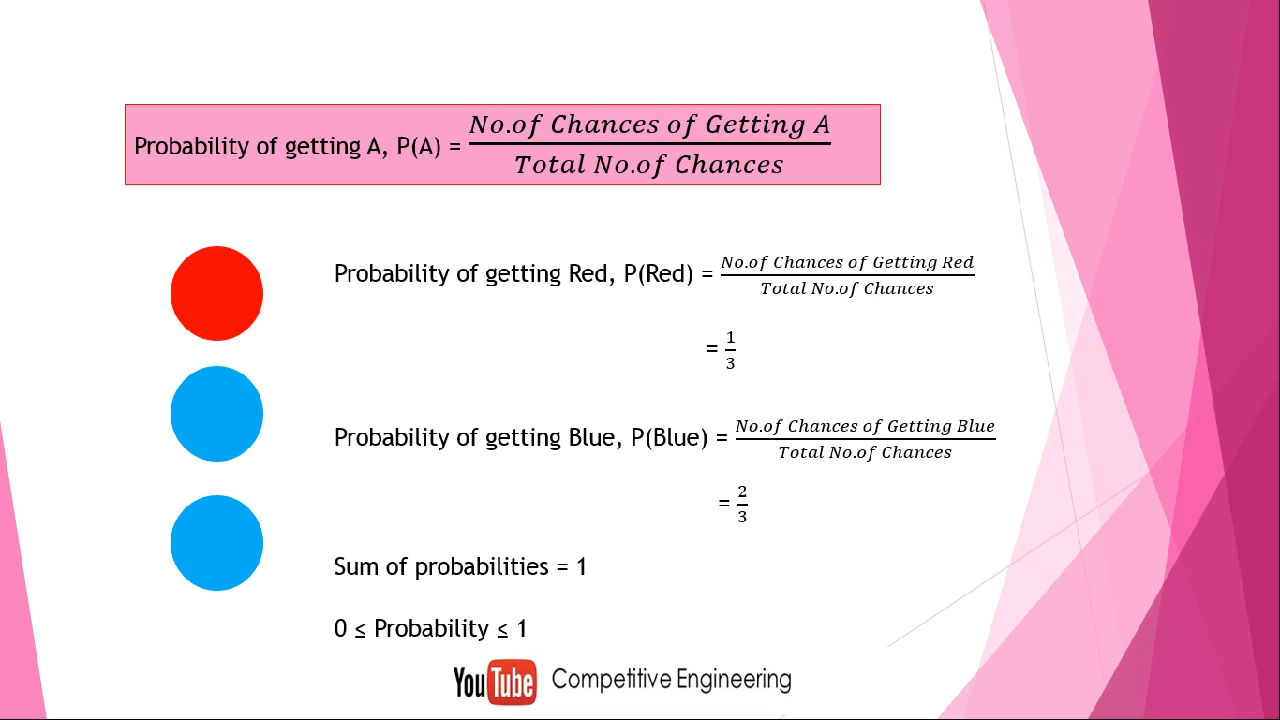 Probability of getting A, P(A) = No.of Chances of Getting A / Total No.of Chances
Probability of getting Red, P(Red) = No.of Chances of Getting Red / Total No.of Chances
= 1/3
Probability of getting Blue, P(Blue) = No.of Chances of Getting Blue / Total No.of Chances
= 2/3
Sum of probabilities = 1
0 ≤ Probability ≤ 1
YouTube Competitive Engineering